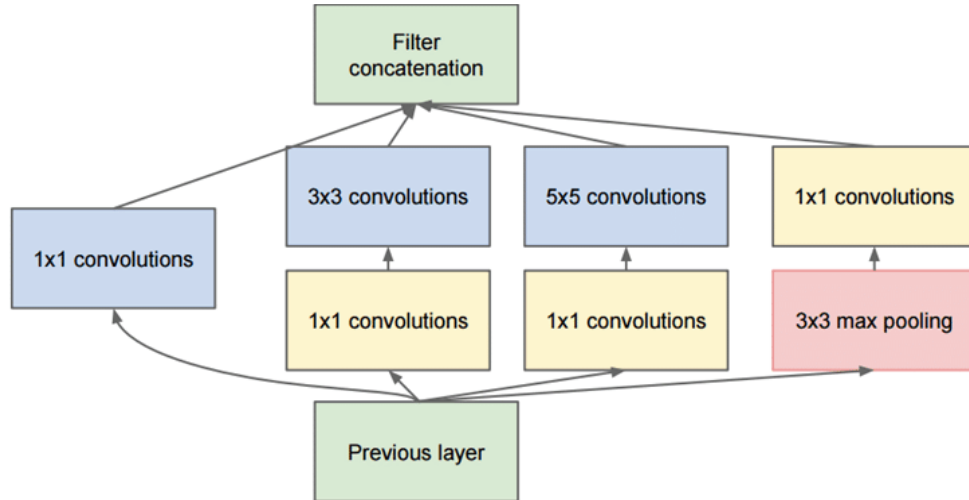 Filter
concatenation
3x3 convolutions
5x5 convolutions
1x1 convolutions
1x1 convolutions
1x1 convolutions
1x1 convolutions
3x3 max pooling
Previous layer